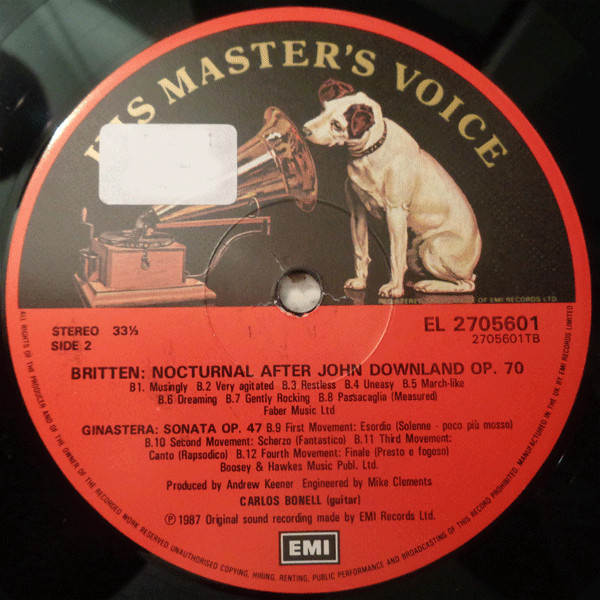 HIS MASTER'S VOICE
REGISTERED TRADEMARK OF EMI RECORDS LTD
STEREO 33⅓
EL 2705601
SIDE 2
2705601TB
BRITTEN: NOCTURNAL AFTER JOHN DOWNLAND OP. 70
B1. Musingly B.2 Very agitated B.3 Restless B.4 Uneasy B.5 March-like
B.6 Dreaming B.7 Gently Rocking B.8 Passacaglia (Measured)
Faber Music Ltd
GINASTERA: SONATA OP. 47 B.9 First Movement: Esordio (Solenne - poco più mosso)
B.10 Second Movement: Scherzo (Fantastico) B.11 Third Movement:
Canto (Rapsodico) B.12 Fourth Movement: Finale (Presto e fogoso)
Boosey & Hawkes Music Publ. Ltd.
Produced by Andrew Keener Engineered by Mike Clements
CARLOS BONELL (guitar)
℗ 1987 Original sound recording made by EMI Records Ltd.
EMI
ALL RIGHTS OF THE PRODUCER AND OF THE OWNER OF THE RECORDED WORK RESERVED UNAUTHORISED COPYING, HIRING, RENTING, PUBLIC PERFORMANCE AND BROADCASTING OF THIS RECORD PROHIBITED. MANUFACTURED IN THE UK BY EMI RECORDS LIMITED